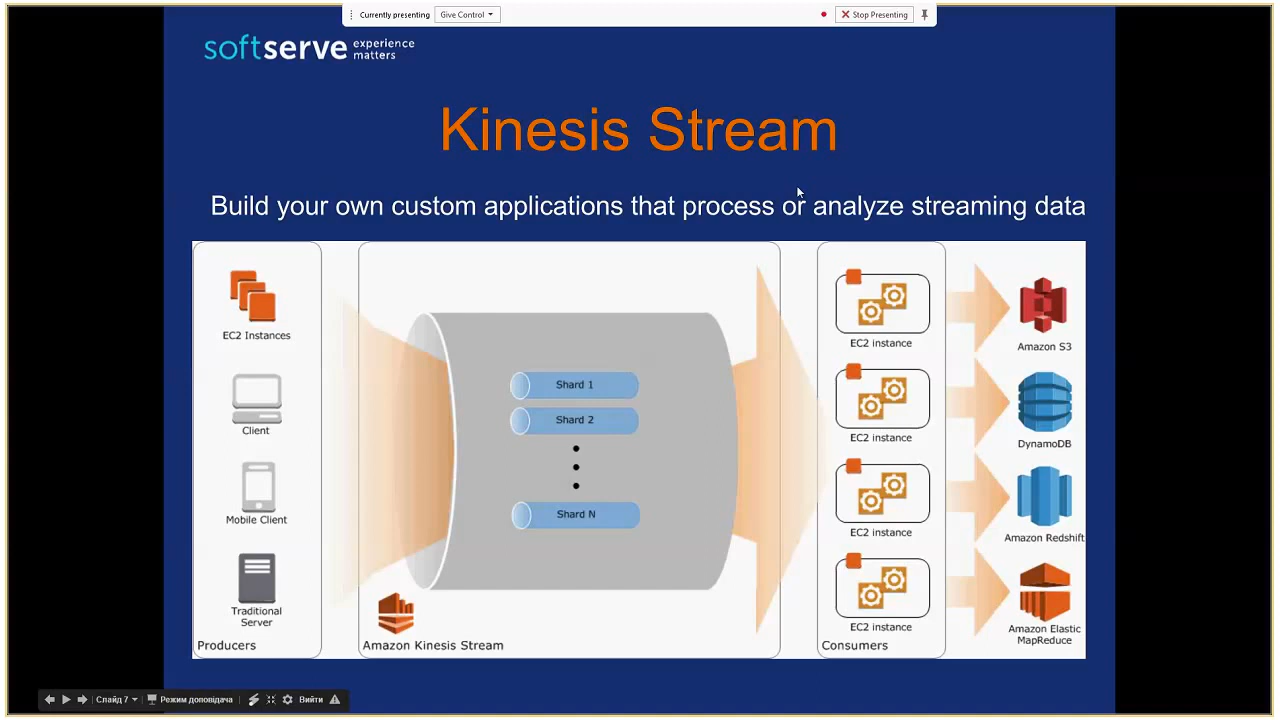 Currently presenting
Give Control
Stop Presenting
softserve experience matters
Kinesis Stream
Build your own custom applications that process or analyze streaming data
EC2 Instances
Client
Mobile Client
Traditional
Server
Producers
Shard 1
Shard 2
Shard N
Amazon Kinesis Stream
EC2 instance
EC2 instance
EC2 instance
EC2 instance
Consumers
Amazon S3
DynamoDB
Amazon Redshift
Amazon Elastic
MapReduce
Слайд 7
Режим доповідача
Вийти